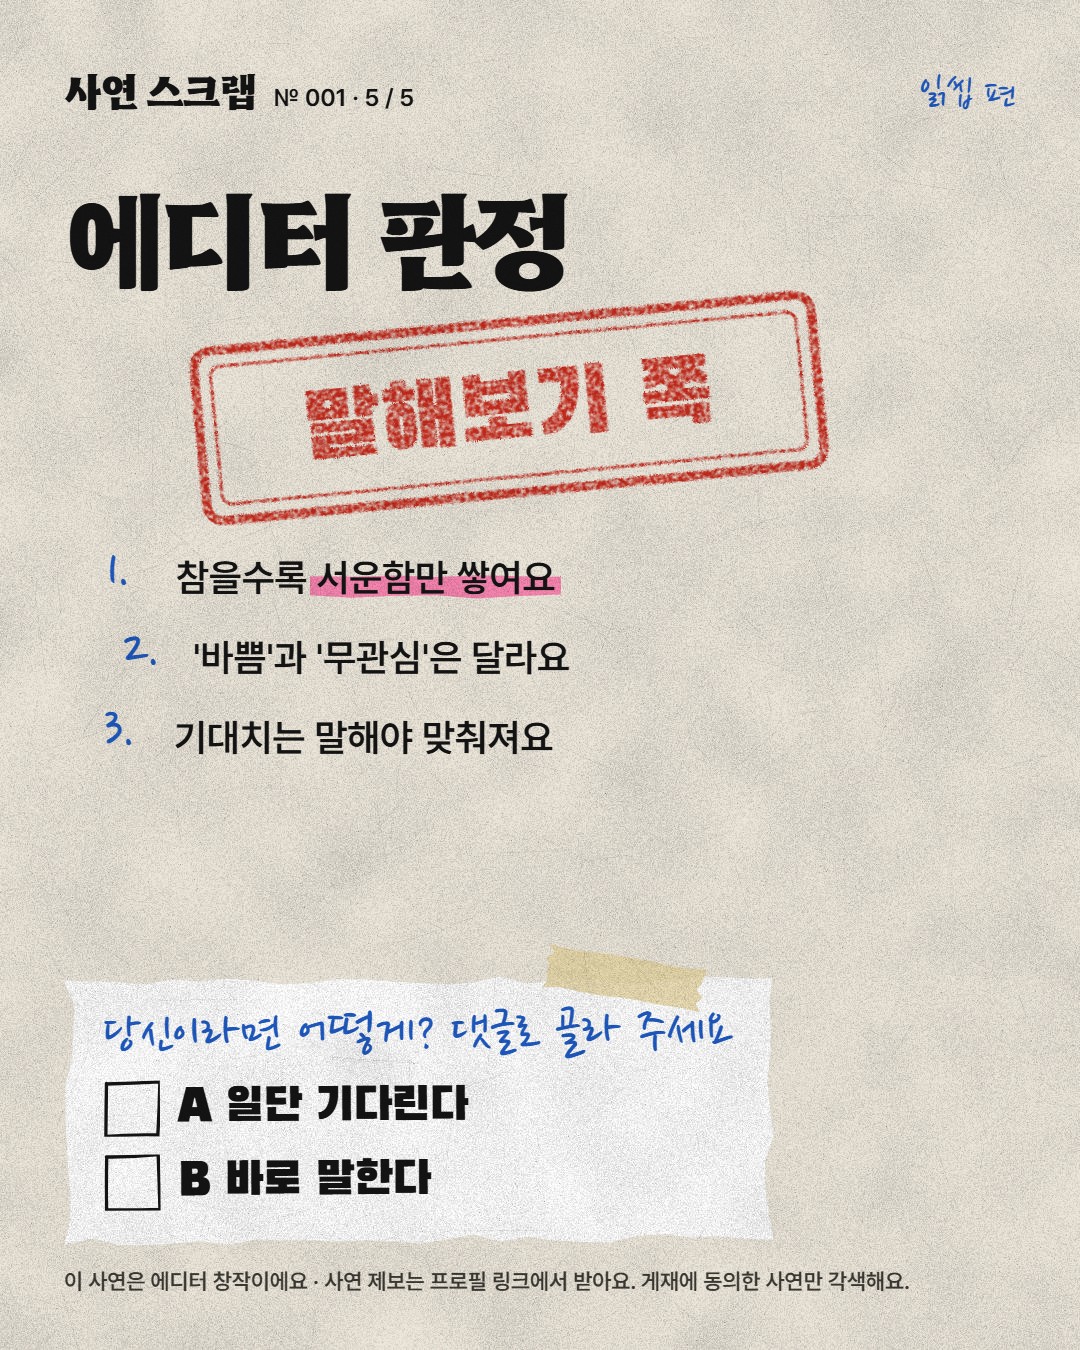 사연 스크랩 № 001 · 5 / 5
읽씹 편
에디터 판정
말해보기 쪽
1. 참을수록 서운함만 쌓여요
2. '바쁨'과 '무관심'은 달라요
3. 기대치는 말해야 맞춰져요
당신이라면 어떻게? 댓글로 골라 주세요
A 일단 기다린다
B 바로 말한다
이 사연은 에디터 창작이에요 · 사연 제보는 프로필 링크에서 받아요. 게재에 동의한 사연만 각색해요.